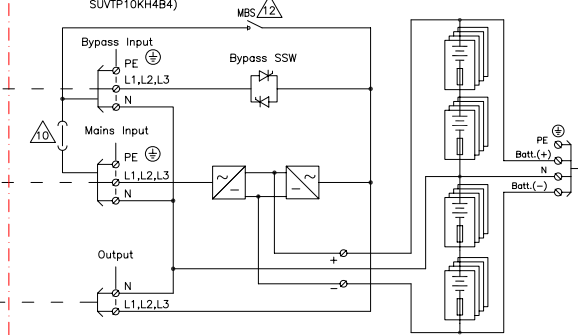 SUVTP10KH4B4)
MBS 12
Bypass Input
PE
L1,L2,L3
N
Bypass SSW
10
Mains Input
PE
L1,L2,L3
N
PE
Batt.(+)
N
Batt.(-)
Output
N
L1,L2,L3
+
-